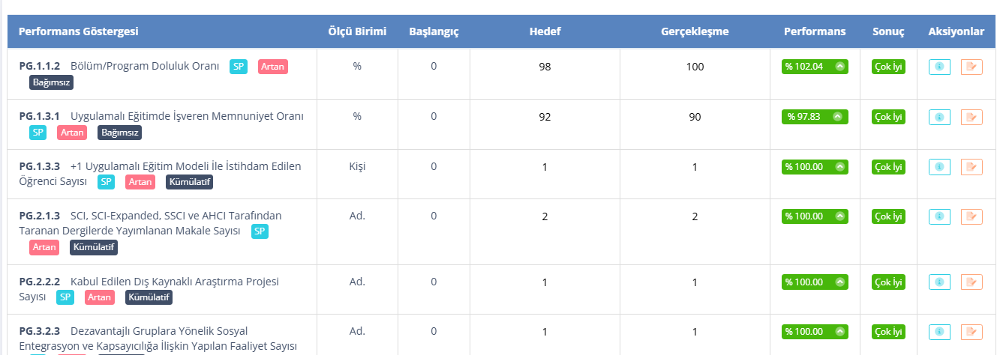 Performans Göstergesi Ölçü Birimi Başlangıç Hedef Gerçekleşme Performans Sonuç Aksiyonlar
PG.1.1.2 Bölüm/Program Doluluk Oranı SP Artan % 0 98 100 % 102.04 Çok İyi
Bağımsız
PG.1.3.1 Uygulamalı Eğitimde İşveren Memnuniyet Oranı % 0 92 90 % 97.83 Çok İyi
SP Artan Bağımsız
PG.1.3.3 +1 Uygulamalı Eğitim Modeli İle İstihdam Edilen Kişi 0 1 1 % 100.00 Çok İyi
Öğrenci Sayısı SP Artan Kümülatif
PG.2.1.3 SCI, SCI-Expanded, SSCI ve AHCI Tarafından Ad. 0 2 2 % 100.00 Çok İyi
Taranan Dergilerde Yayımlanan Makale Sayısı SP
Artan Kümülatif
PG.2.2.2 Kabul Edilen Dış Kaynaklı Araştırma Projesi Ad. 0 1 1 % 100.00 Çok İyi
Sayısı SP Artan Kümülatif
PG.3.2.3 Dezavantajlı Gruplara Yönelik Sosyal Ad. 0 1 1 % 100.00 Çok İyi
Entegrasyon ve Kapsayıcılığa İlişkin Yapılan Faaliyet Sayısı